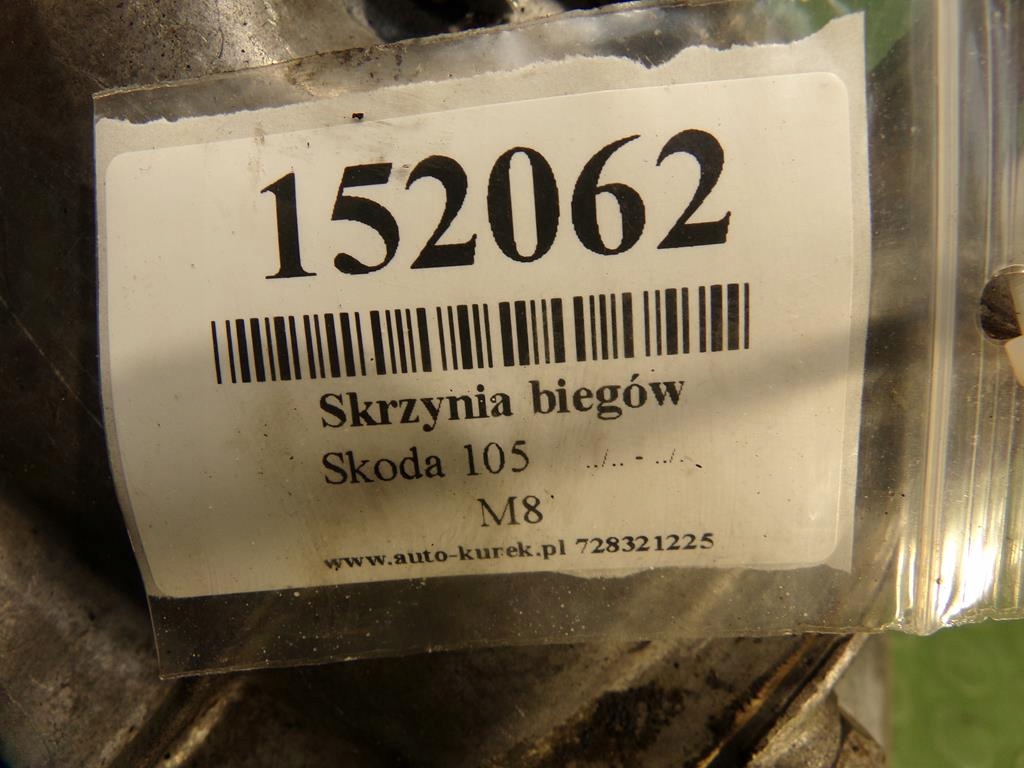 152062
Skrzynia biegów
Skoda 105 ../.. - ../..
M8
www.auto-kurek.pl 728321225